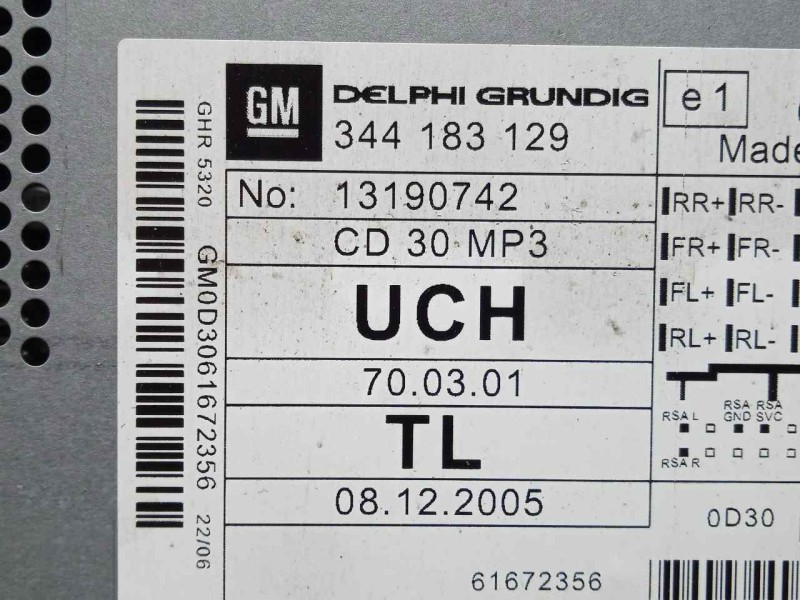 GM
DELPHI GRUNDIG
344 183 129
No: 13190742
CD 30 MP3
UCH
70.03.01
TL
08.12.2005
61672356
e1
Made
RR+ RR-
FR+ FR-
FL+ FL-
RL+ RL-
RSA RSA
RSA L GND SVC
RSA R
0D30
GHR 5320
GM0D3061672356
22/06